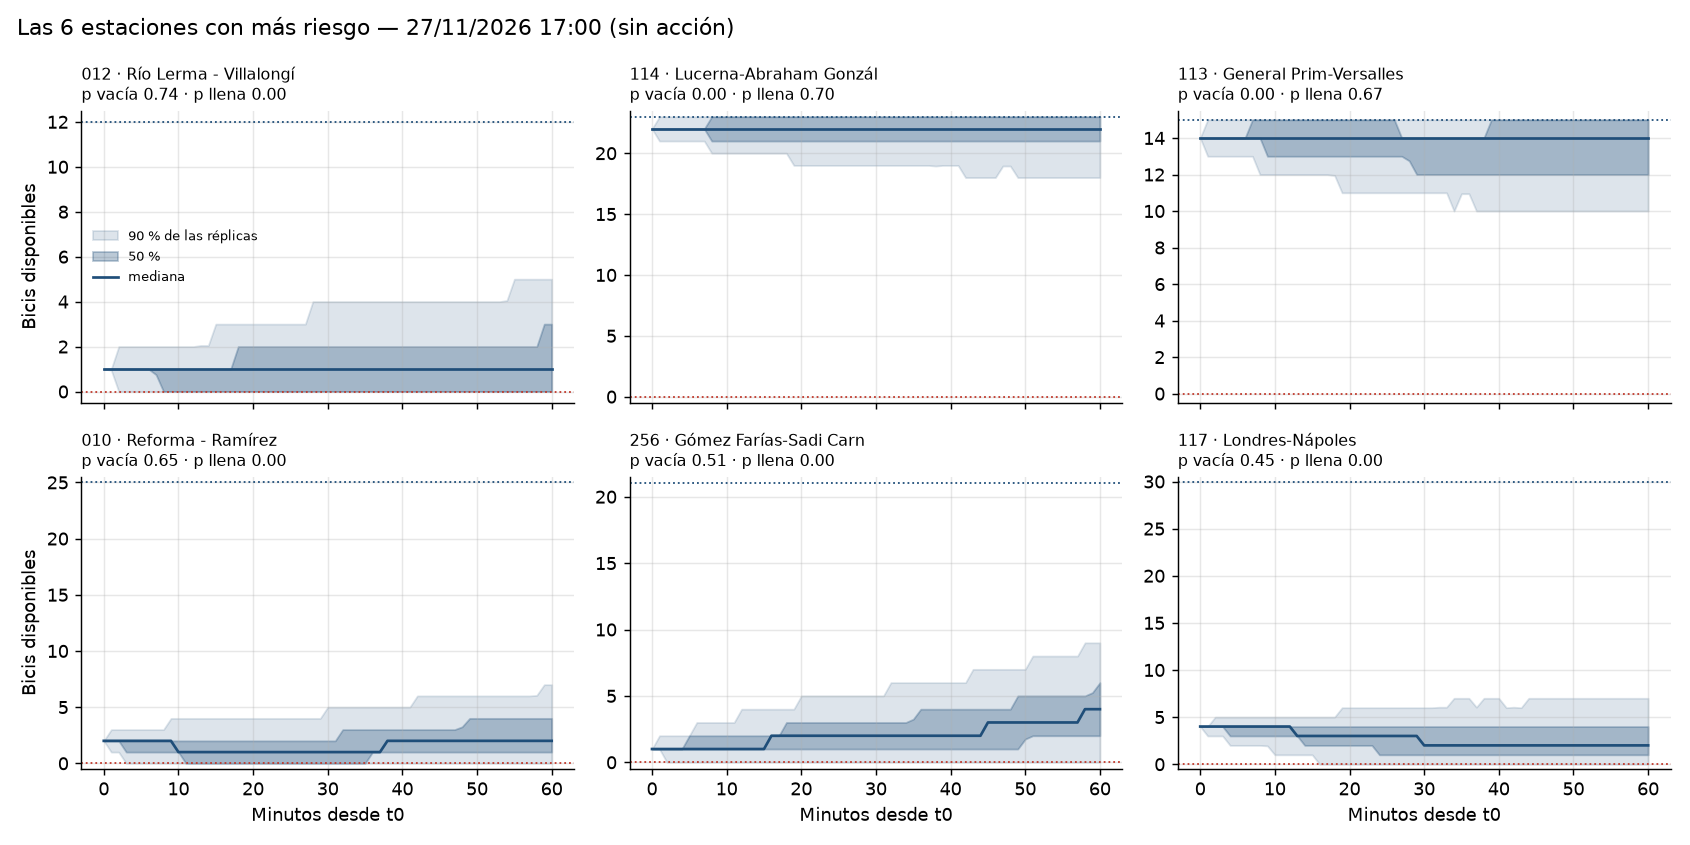 Las 6 estaciones con más riesgo — 27/11/2026 17:00 (sin acción)
012 · Río Lerma - Villalongí
p vacía 0.74 · p llena 0.00
12
10
8
6
4
2
0
Bicis disponibles
90 % de las réplicas
50 %
mediana
114 · Lucerna-Abraham Gonzál
p vacía 0.00 · p llena 0.70
20
15
10
5
0
113 · General Prim-Versalles
p vacía 0.00 · p llena 0.67
14
12
10
8
6
4
2
0
010 · Reforma - Ramírez
p vacía 0.65 · p llena 0.00
25
20
15
10
5
0
Bicis disponibles
0 10 20 30 40 50 60
Minutos desde t0
256 · Gómez Farías-Sadi Carn
p vacía 0.51 · p llena 0.00
20
15
10
5
0
0 10 20 30 40 50 60
Minutos desde t0
117 · Londres-Nápoles
p vacía 0.45 · p llena 0.00
30
25
20
15
10
5
0
0 10 20 30 40 50 60
Minutos desde t0